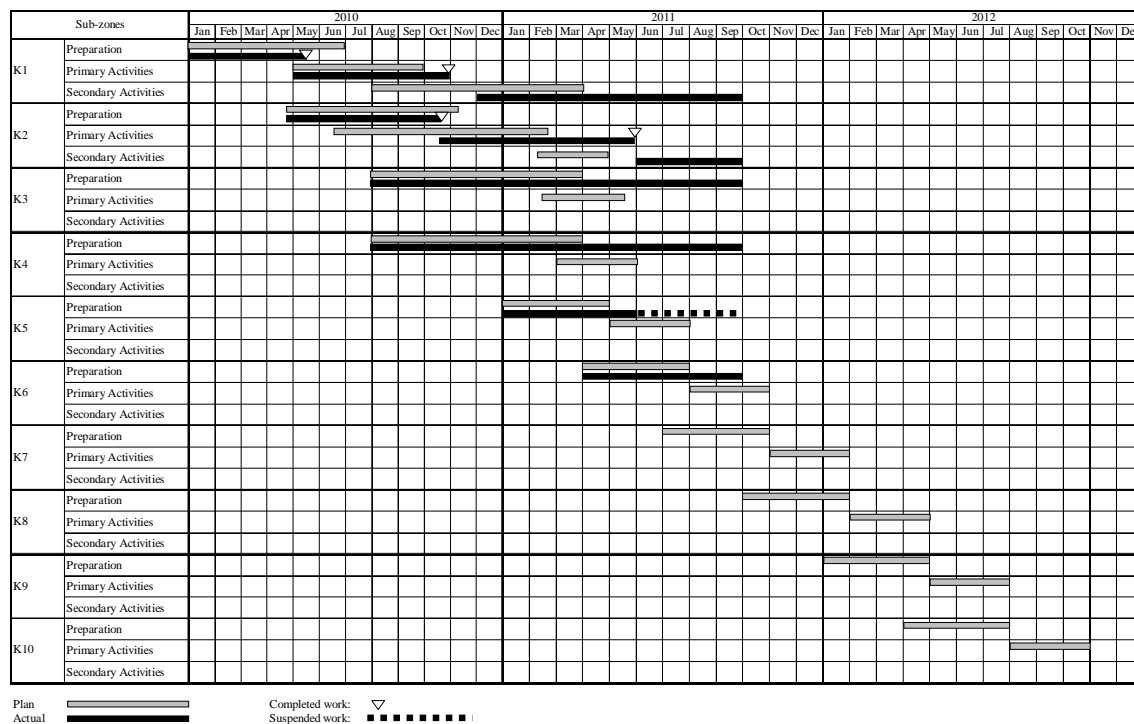 Sub-zones 2010 2011 2012
Jan Feb Mar Apr May Jun Jul Aug Sep Oct Nov Dec Jan Feb Mar Apr May Jun Jul Aug Sep Oct Nov Dec Jan Feb Mar Apr May Jun Jul Aug Sep Oct Nov De
Preparation
K1 Primary Activities
Secondary Activities
Preparation
K2 Primary Activities
Secondary Activities
Preparation
K3 Primary Activities
Secondary Activities
Preparation
K4 Primary Activities
Secondary Activities
Preparation
K5 Primary Activities
Secondary Activities
Preparation
K6 Primary Activities
Secondary Activities
Preparation
K7 Primary Activities
Secondary Activities
Preparation
K8 Primary Activities
Secondary Activities
Preparation
K9 Primary Activities
Secondary Activities
Preparation
K10 Primary Activities
Secondary Activities
Plan Completed work:
Actual Suspended work: